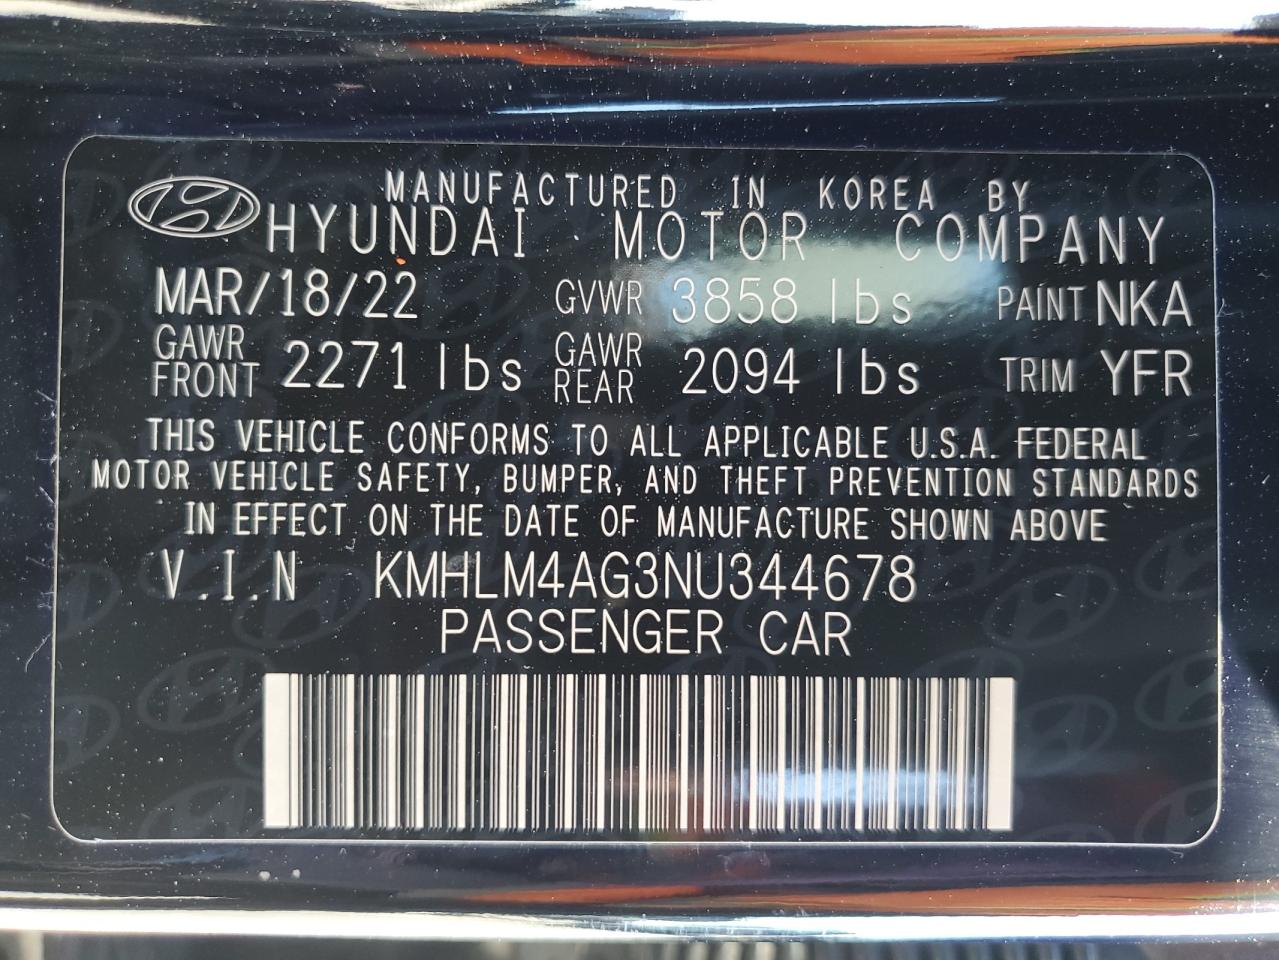 MANUFACTURED IN KOREA BY
HYUNDAI MOTOR COMPANY
MAR/18/22 GVWR 3858 lbs PAINT NKA
GAWR FRONT 2271 lbs GAWR REAR 2094 lbs TRIM YFR
THIS VEHICLE CONFORMS TO ALL APPLICABLE U.S.A. FEDERAL
MOTOR VEHICLE SAFETY, BUMPER, AND THEFT PREVENTION STANDARDS
IN EFFECT ON THE DATE OF MANUFACTURE SHOWN ABOVE
V.I.N KMHLM4AG3NU344678
PASSENGER CAR